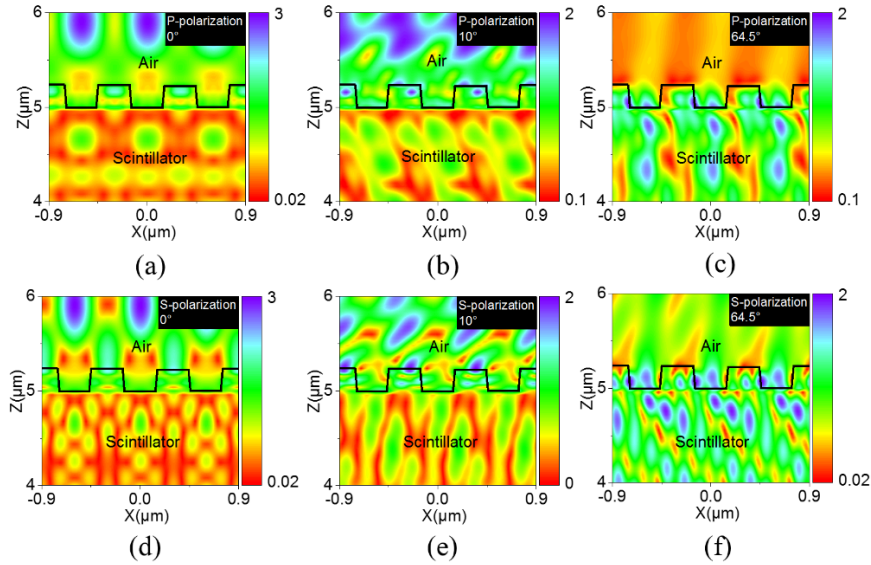 P-polarization
0°
Air
Scintillator
Z(μm)
6
5
4
-0.9
0.0
0.9
X(μm)
3
0.02
(a)
P-polarization
10°
Air
Scintillator
Z(μm)
6
5
4
-0.9
0.0
0.9
X(μm)
2
0.1
(b)
P-polarization
64.5°
Air
Scintillator
Z(μm)
6
5
4
-0.9
0.0
0.9
X(μm)
2
0.1
(c)
S-polarization
0°
Air
Scintillator
Z(μm)
6
5
4
-0.9
0.0
0.9
X(μm)
3
0.02
(d)
S-polarization
10°
Air
Scintillator
Z(μm)
6
5
4
-0.9
0.0
0.9
X(μm)
2
0
(e)
S-polarization
64.5°
Air
Scintillator
Z(μm)
6
5
4
-0.9
0.0
0.9
X(μm)
2
0.02
(f)